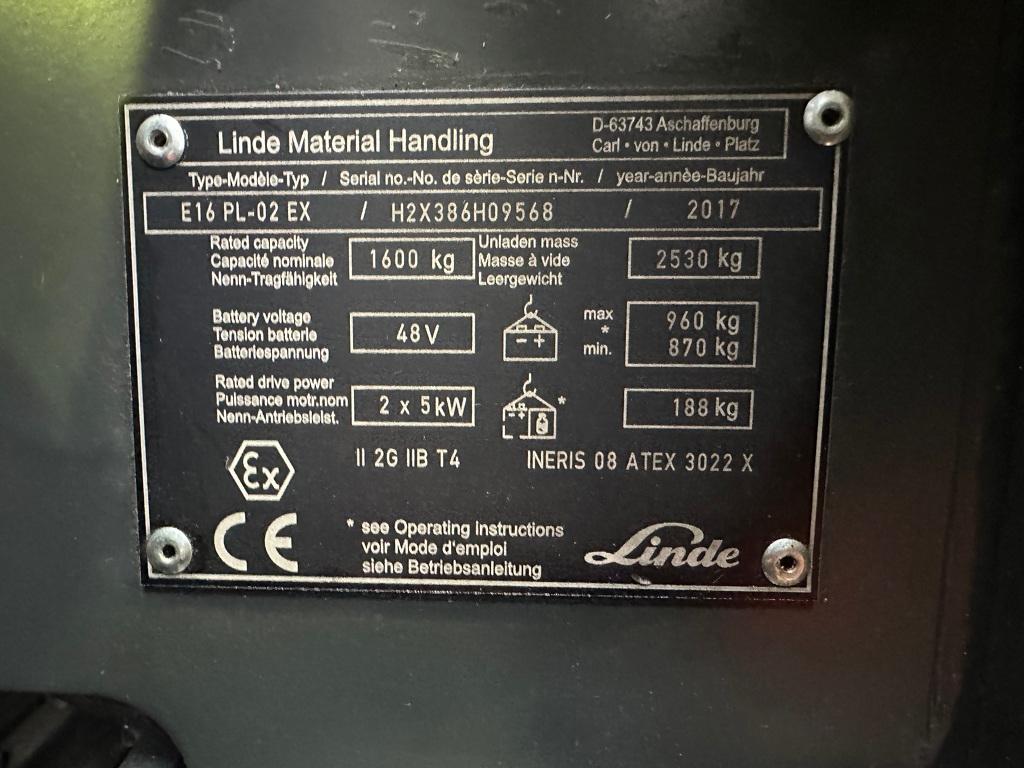 Linde Material Handling
D-63743 Aschaffenburg
Carl • von • Linde • Platz
Type-Modèle-Typ / Serial no.-No. de sèrie-Serie n-Nr. / year-annèe-Baujahr
E16 PL-02 EX / H2X386H09568 / 2017
Rated capacity
Capacité nominale
Nenn-Tragfähigkeit
1600 kg
Unladen mass
Masse à vide
Leergewicht
2530 kg
Battery voltage
Tension batterie
Batteriespannung
48V
- +
max
*
min.
960 kg
870 kg
Rated drive power
Puissance motr.nom
Nenn-Antriebsleist.
2 x 5kW
- +
*
188kg
Ex
II 2G IIB T4
INERIS 08 ATEX 3022 X
CE
* see Operating Instructions
voir Mode d'emploi
siehe Betriebsanleitung
Linde